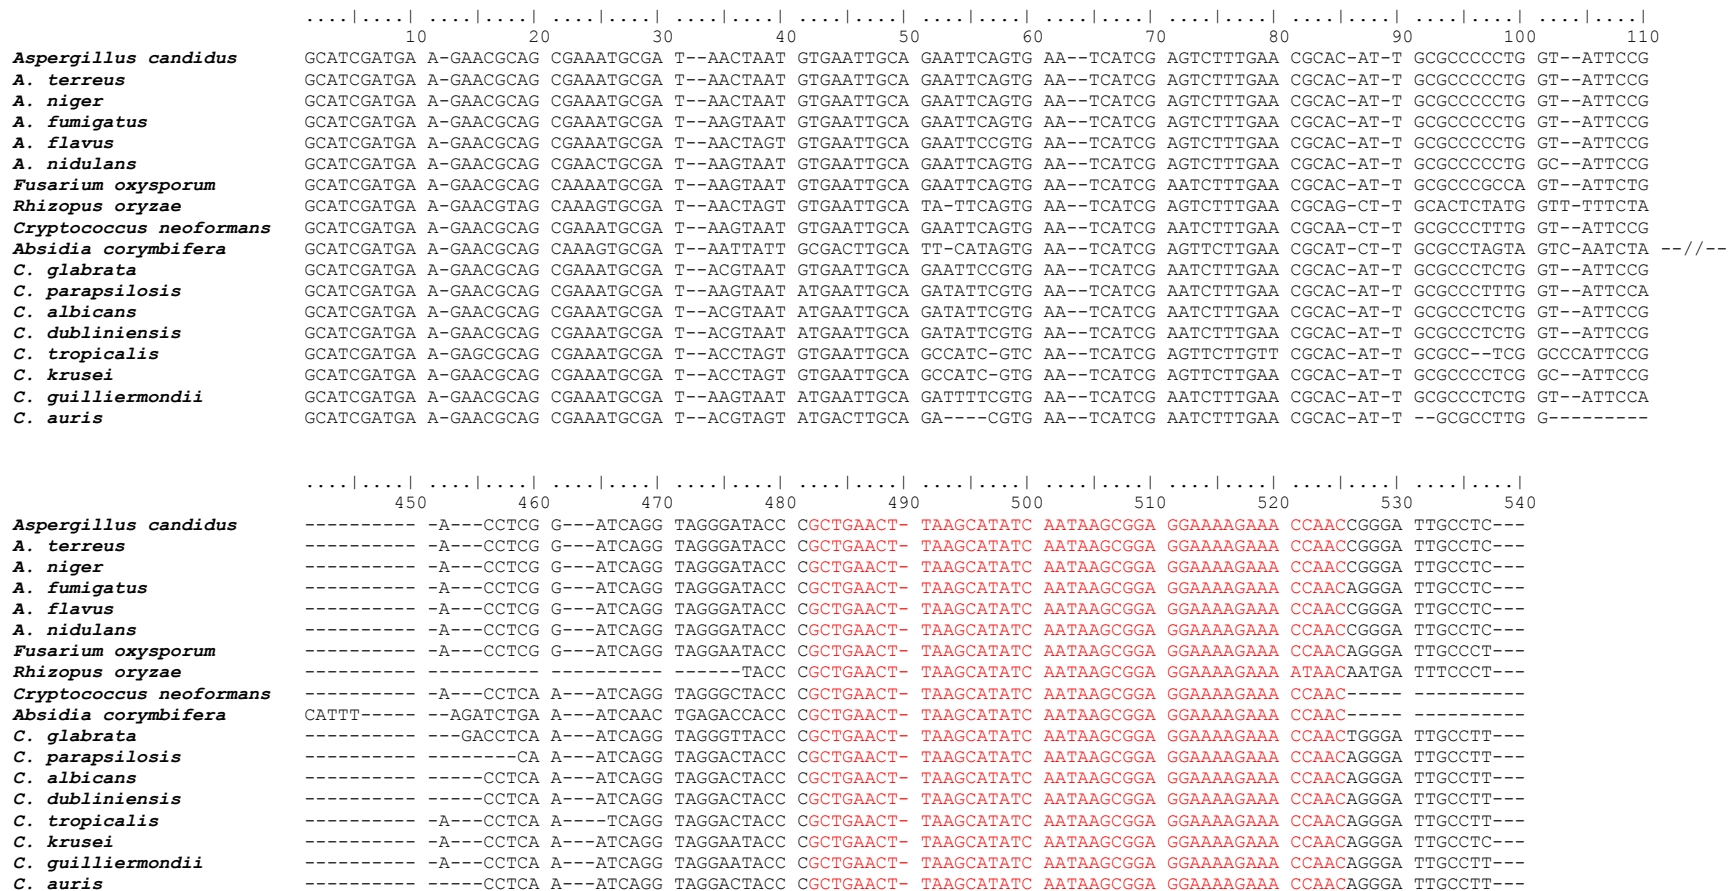 ....|....| ....|....| ....|....| ....|....| ....|....| ....|....| ....|....| ....|....| ....|....| ....|....| ....|....|
10 20 30 40 50 60 70 80 90 100 110
Aspergillus candidus GCATCGATGA A-GAACGCAG CGAAATGCGA T--AACTAAT GTGAATTGCA GAATTCAGTG AA--TCATCG AGTCTTTGAA CGCAC-AT-T GCGCCCCCTG GT--ATTCCG
A. terreus GCATCGATGA A-GAACGCAG CGAAATGCGA T--AACTAAT GTGAATTGCA GAATTCAGTG AA--TCATCG AGTCTTTGAA CGCAC-AT-T GCGCCCCCTG GT--ATTCCG
A. niger GCATCGATGA A-GAACGCAG CGAAATGCGA T--AACTAAT GTGAATTGCA GAATTCAGTG AA--TCATCG AGTCTTTGAA CGCAC-AT-T GCGCCCCCTG GT--ATTCCG
A. fumigatus GCATCGATGA A-GAACGCAG CGAAATGCGA T--AAGTAAT GTGAATTGCA GAATTCAGTG AA--TCATCG AGTCTTTGAA CGCAC-AT-T GCGCCCCCTG GT--ATTCCG
A. flavus GCATCGATGA A-GAACGCAG CGAAATGCGA T--AACTAGT GTGAATTGCA GAATTCCGTG AA--TCATCG AGTCTTTGAA CGCAC-AT-T GCGCCCCCTG GT--ATTCCG
A. nidulans GCATCGATGA A-GAACGCAG CGAACTGCGA T--AAGTAAT GTGAATTGCA GAATTCAGTG AA--TCATCG AGTCTTTGAA CGCAC-AT-T GCGCCCCCTG GC--ATTCCG
Fusarium oxysporum GCATCGATGA A-GAACGCAG CAAAATGCGA T--AAGTAAT GTGAATTGCA GAATTCAGTG AA--TCATCG AATCTTTGAA CGCAC-AT-T GCGCCCGCCA GT--ATTCTG
Rhizopus oryzae GCATCGATGA A-GAACGTAG CAAAGTGCGA T--AACTAGT GTGAATTGCA TA-TTCAGTG AA--TCATCG AGTCTTTGAA CGCAG-CT-T GCACTCTATG GTT-TTTCTA
Cryptococcus neoformans GCATCGATGA A-GAACGCAG CGAAATGCGA T--AAGTAAT GTGAATTGCA GAATTCAGTG AA--TCATCG AGTCTTTGAA CGCAA-CT-T GCGCCCTTTG GT--ATTCCG
Absidia corymbifera GCATCGATGA A-GAACGCAG CAAAGTGCGA T--AATTATT GCGACTTGCA TT-CATAGTG AA--TCATCG AGTTCTTGAA CGCAT-CT-T GCGCCTAGTA GTC-AATCTA --//--
C. glabrata GCATCGATGA A-GAACGCAG CGAAATGCGA T--ACGTAAT GTGAATTGCA GAATTCCGTG AA--TCATCG AATCTTTGAA CGCAC-AT-T GCGCCCTCTG GT--ATTCCG
C. parapsilosis GCATCGATGA A-GAACGCAG CGAAATGCGA T--AAGTAAT ATGAATTGCA GATATTCGTG AA--TCATCG AATCTTTGAA CGCAC-AT-T GCGCCCTTTG GT--ATTCCA
C. albicans GCATCGATGA A-GAACGCAG CGAAATGCGA T--ACGTAAT ATGAATTGCA GATATTCGTG AA--TCATCG AATCTTTGAA CGCAC-AT-T GCGCCCTCTG GT--ATTCCG
C. dubliniensis GCATCGATGA A-GAACGCAG CGAAATGCGA T--ACGTAAT ATGAATTGCA GATATTCGTG AA--TCATCG AATCTTTGAA CGCAC-AT-T GCGCCCTCTG GT--ATTCCG
C. tropicalis GCATCGATGA A-GAGCGCAG CGAAATGCGA T--ACCTAGT GTGAATTGCA GCCATC-GTC AA--TCATCG AGTTCTTGTT CGCAC-AT-T GCGCC--TCG GCCCATTCCG
C. krusei GCATCGATGA A-GAACGCAG CGAAATGCGA T--ACCTAGT GTGAATTGCA GCCATC-GTG AA--TCATCG AGTTCTTGAA CGCAC-AT-T GCGCCCCTCG GC--ATTCCG
C. guilliermondii GCATCGATGA A-GAACGCAG CGAAATGCGA T--AAGTAAT ATGAATTGCA GATTTTCGTG AA--TCATCG AATCTTTGAA CGCAC-AT-T GCGCCCTCTG GT--ATTCCA
C. auris GCATCGATGA A-GAACGCAG CGAAATGCGA T--ACGTAGT ATGACTTGCA GA----CGTG AA--TCATCG AATCTTTGAA CGCAC-AT-T --GCGCCTTG G---------
....|....| ....|....| ....|....| ....|....| ....|....| ....|....| ....|....| ....|....| ....|....| ....|....|
450 460 470 480 490 500 510 520 530 540
Aspergillus candidus ---------- -A---CCTCG G---ATCAGG TAGGGATACC CGCTGAACT- TAAGCATATC AATAAGCGGA GGAAAAGAAA CCAACCGGGA TTGCCTC---
A. terreus ---------- -A---CCTCG G---ATCAGG TAGGGATACC CGCTGAACT- TAAGCATATC AATAAGCGGA GGAAAAGAAA CCAACCGGGA TTGCCTC---
A. niger ---------- -A---CCTCG G---ATCAGG TAGGGATACC CGCTGAACT- TAAGCATATC AATAAGCGGA GGAAAAGAAA CCAACCGGGA TTGCCTC---
A. fumigatus ---------- -A---CCTCG G---ATCAGG TAGGGATACC CGCTGAACT- TAAGCATATC AATAAGCGGA GGAAAAGAAA CCAACAGGGA TTGCCTC---
A. flavus ---------- -A---CCTCG G---ATCAGG TAGGGATACC CGCTGAACT- TAAGCATATC AATAAGCGGA GGAAAAGAAA CCAACCGGGA TTGCCTC---
A. nidulans ---------- -A---CCTCG G---ATCAGG TAGGGATACC CGCTGAACT- TAAGCATATC AATAAGCGGA GGAAAAGAAA CCAACCGGGA TTGCCTC---
Fusarium oxysporum ---------- -A---CCTCG G---ATCAGG TAGGAATACC CGCTGAACT- TAAGCATATC AATAAGCGGA GGAAAAGAAA CCAACAGGGA TTGCCCT---
Rhizopus oryzae ---------- ---------- ---------- -----TACC CGCTGAACT- TAAGCATATC AATAAGCGGA GGAAAAGAAA ATAACAATGA TTTCCCT---
Cryptococcus neoformans ---------- -A---CCTCA A---ATCAGG TAGGGCTACC CGCTGAACT- TAAGCATATC AATAAGCGGA GGAAAAGAAA CCAAC----- ----------
Absidia corymbifera CATTT----- --AGATCTGA A---ATCAAC TGAGACCACC CGCTGAACT- TAAGCATATC AATAAGCGGA GGAAAAGAAA CCAAC----- ----------
C. glabrata ---------- ---GACCTCA A---ATCAGG TAGGGTTACC CGCTGAACT- TAAGCATATC AATAAGCGGA GGAAAAGAAA CCAACTGGGA TTGCCTT---
C. parapsilosis ---------- --------CA A---ATCAGG TAGGACTACC CGCTGAACT- TAAGCATATC AATAAGCGGA GGAAAAGAAA CCAACAGGGA TTGCCTT---
C. albicans ---------- -----CCTCA A---ATCAGG TAGGACTACC CGCTGAACT- TAAGCATATC AATAAGCGGA GGAAAAGAAA CCAACAGGGA TTGCCTT---
C. dubliniensis ---------- -----CCTCA A---ATCAGG TAGGACTACC CGCTGAACT- TAAGCATATC AATAAGCGGA GGAAAAGAAA CCAACAGGGA TTGCCTT---
C. tropicalis ---------- -A---CCTCA A----TCAGG TAGGACTACC CGCTGAACT- TAAGCATATC AATAAGCGGA GGAAAAGAAA CCAACAGGGA TTGCCTT---
C. krusei ---------- -A---CCTCA A---ATCAGG TAGGAATACC CGCTGAACT- TAAGCATATC AATAAGCGGA GGAAAAGAAA CCAACAGGGA TTGCCTC---
C. guilliermondii ---------- -A---CCTCA A---ATCAGG TAGGAATACC CGCTGAACT- TAAGCATATC AATAAGCGGA GGAAAAGAAA CCAACAGGGA TTGCCTT---
C. auris ---------- -----CCTCA A---ATCAGG TAGGACTACC CGCTGAACT- TAAGCATATC AATAAGCGGA GGAAAAGAAA CCAACAGGGA TTGCCTT---